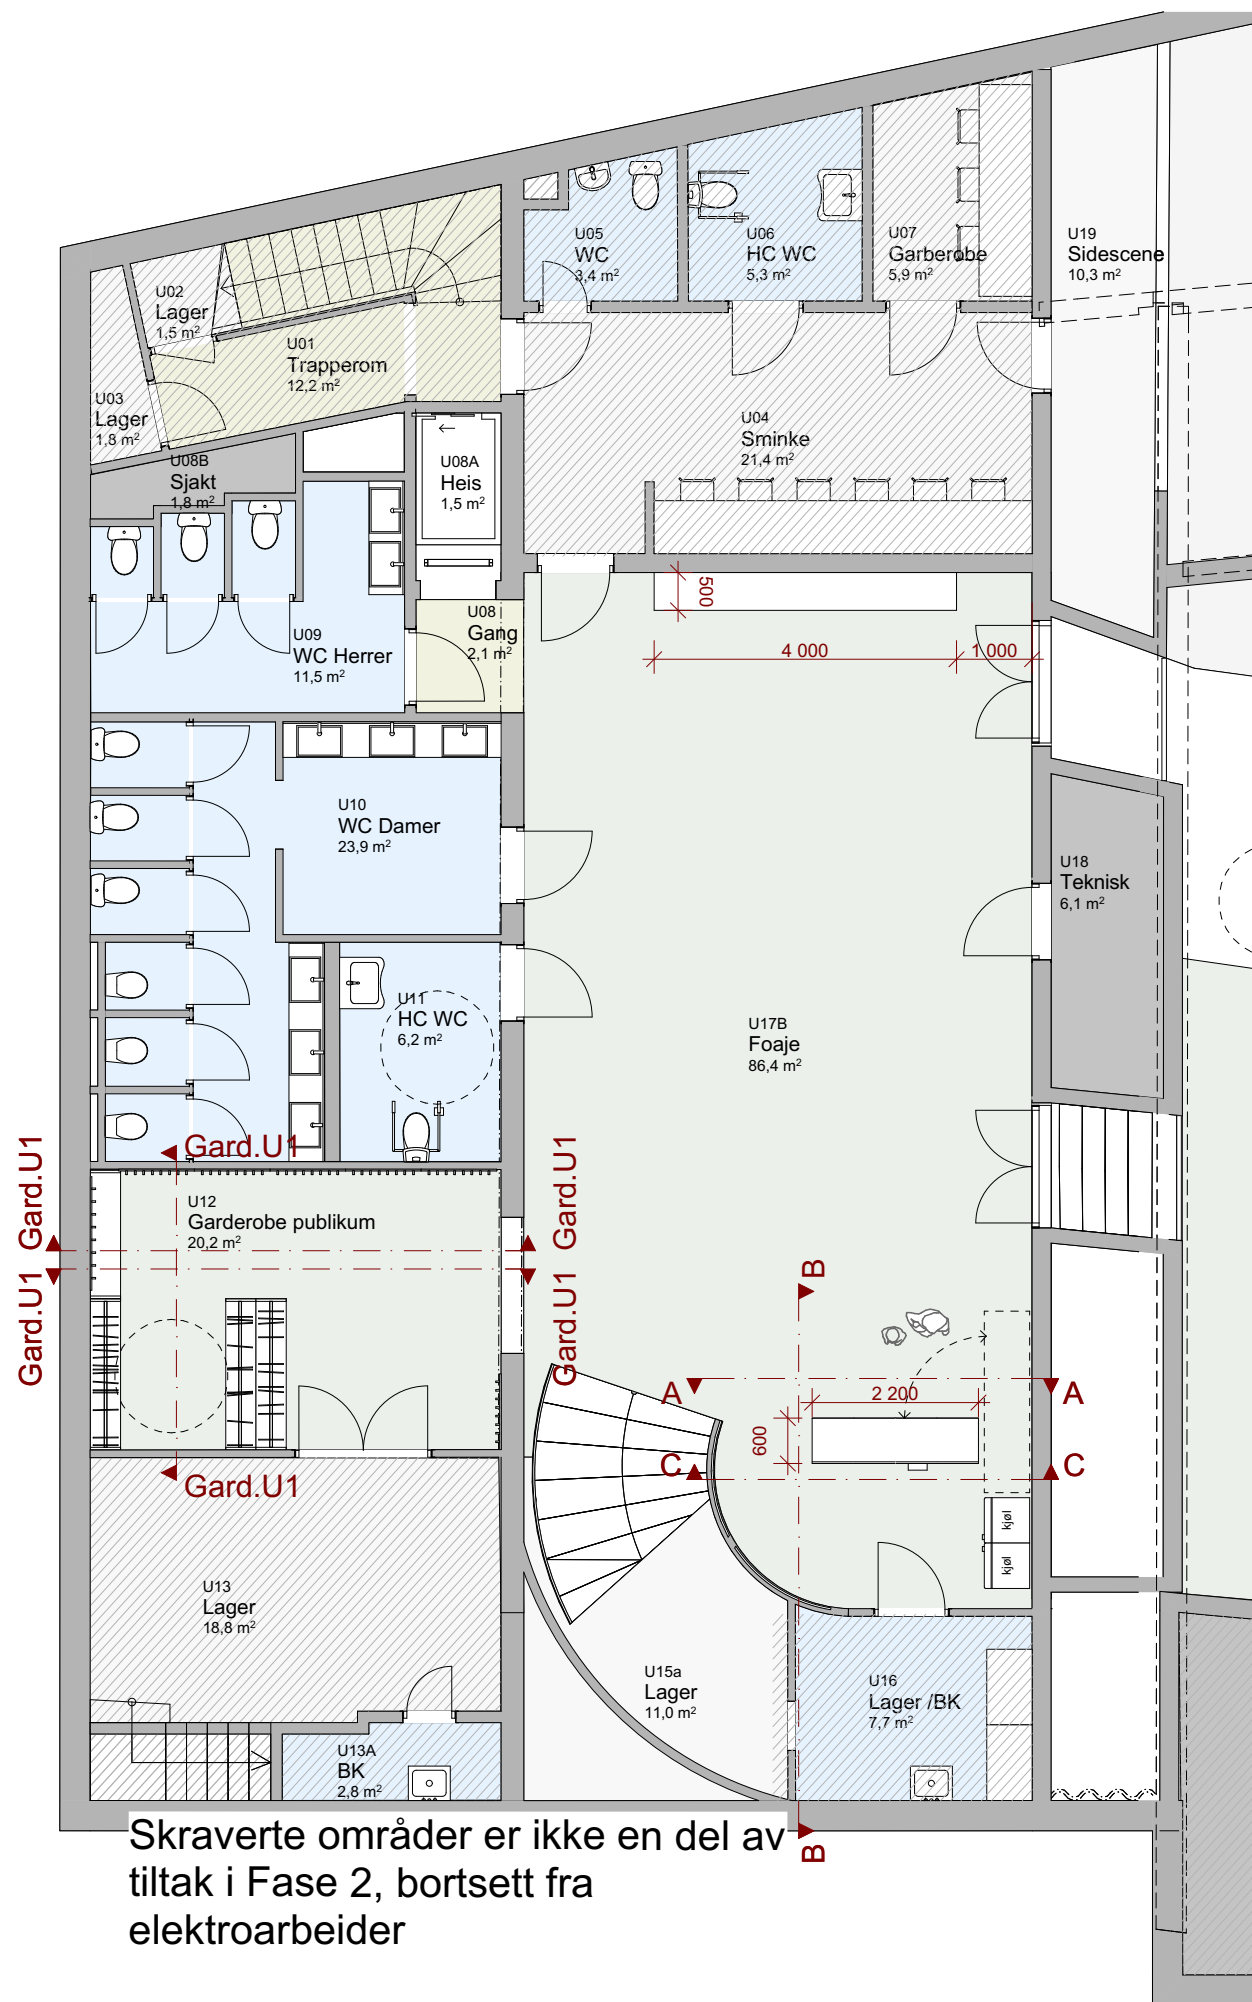 U05
WC
3,4 m²
U06
HC WC
5,3 m²
U07
Garberobe
5,9 m²
U19
Sidescene
10,3 m²
U02
Lager
1,5 m²
U01
Trapperom
12,2 m²
U03
Lager
1,8 m²
U04
Sminke
21,4 m²
U08B
Sjakt
1,8 m²
U08A
Heis
1,5 m²
500
4 000
1 000
U08
Gang
2,1 m²
U09
WC Herrer
11,5 m²
U10
WC Damer
23,9 m²
U18
Teknisk
6,1 m²
U11
HC WC
6,2 m²
U17B
Foaje
86,4 m²
Gard.U1
Gard.U1
Gard.U1
U12
Garderobe publikum
20,2 m²
Gard.U1
Gard.U1
B
A
2 200
A
600
C
C
Gard.U1
kjøl
kjøl
U13
Lager
18,8 m²
U15a
Lager
11,0 m²
U16
Lager /BK
7,7 m²
U13A
BK
2,8 m²
B
Skraverte områder er ikke en del av
tiltak i Fase 2, bortsett fra
elektroarbeider